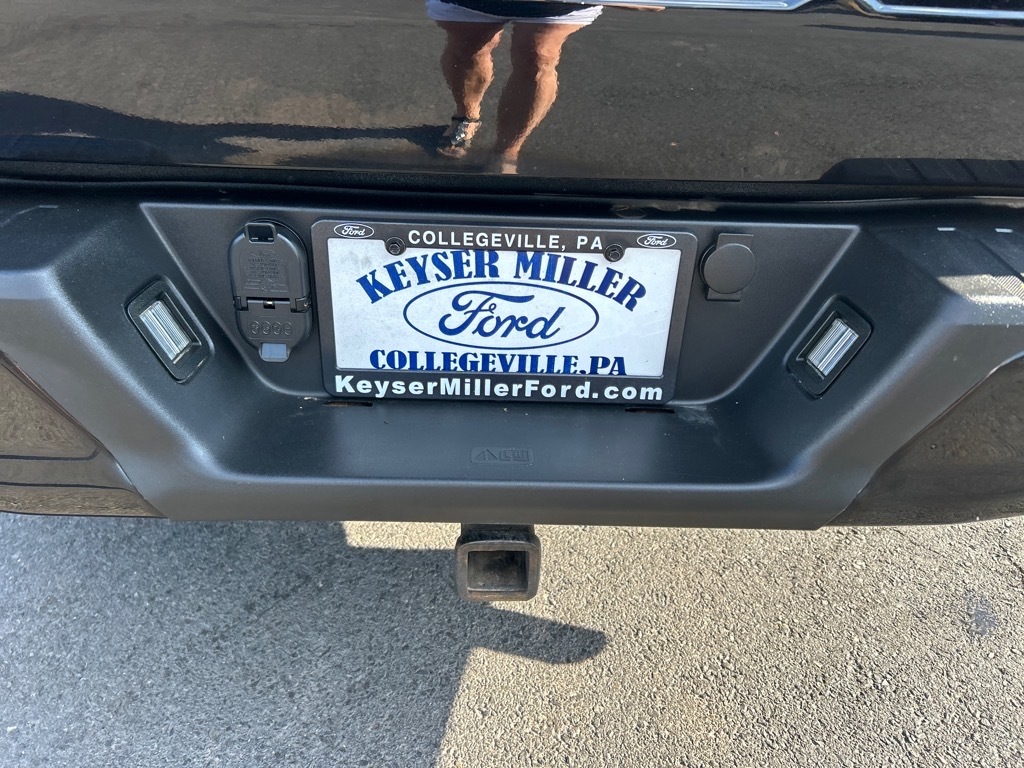 Ford COLLEGEVILLE, PA Ford
KEYSER MILLER
Ford
COLLEGEVILLE, PA
KeyserMillerFord.com